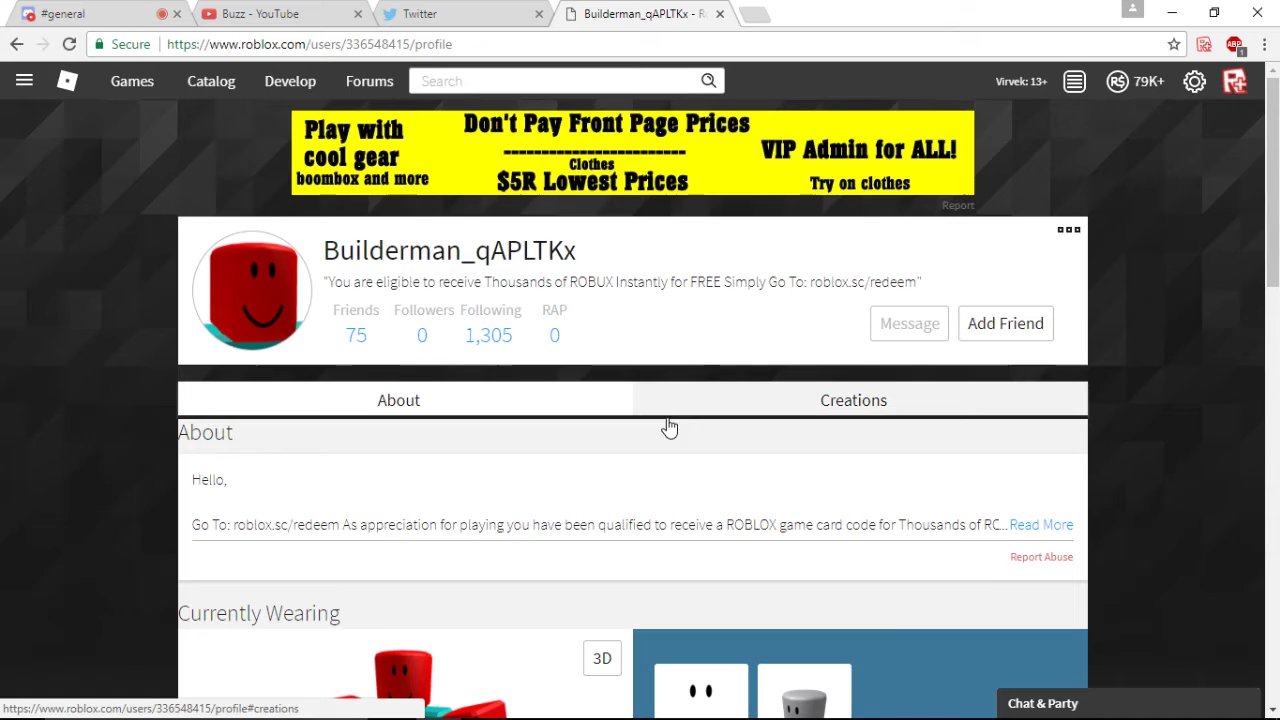 #general
Buzz - YouTube
Twitter
Builderman_qAPLTKx - R
Secure
https://www.roblox.com/users/336548415/profile
ABP
1
Games
Catalog
Develop
Forums
Search
Virvek: 13+
R$
79K+
R+
Play with
cool gear
boombox and more
Don't Pay Front Page Prices
-----------------------
Clothes
$5R Lowest Prices
VIP Admin for ALL!
Try on clothes
Report
Builderman_qAPLTKx
"You are eligible to receive Thousands of ROBUX Instantly for FREE Simply Go To: roblox.sc/redeem"
Friends Followers Following RAP
75 0 1,305 0
Message
Add Friend
About
Creations
About
Hello,
Go To: roblox.sc/redeem As appreciation for playing you have been qualified to receive a ROBLOX game card code for Thousands of RC... Read More
Report Abuse
Currently Wearing
3D
https://www.roblox.com/users/336548415/profile#creations
Chat & Party